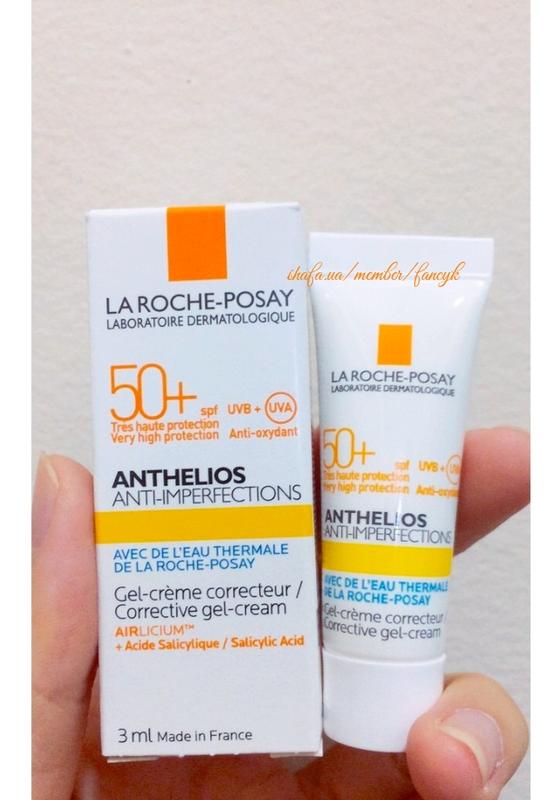 LA ROCHE-POSAY
LABORATOIRE DERMATOLOGIQUE
50+
spf
UVB + UVA
Très haute protection
Very high protection
Anti-oxydant
ANTHELIOS
ANTI-IMPERFECTIONS
AVEC DE L'EAU THERMALE
DE LA ROCHE-POSAY
Gel-crème correcteur /
Corrective gel-cream
AIRLICIUM™
+ Acide Salicylique / Salicylic Acid
3 ml Made in France
ihafa.ua/member/fancyk
LA ROCHE-POSAY
LABORATOIRE DERMATOLOGIQUE
50+
spf
UVB + UVA
Très haute protection
Very high protection
Anti-oxydant
ANTHELIOS
ANTI-IMPERFECTIONS
AVEC DE L'EAU THERMALE
DE LA ROCHE-POSAY
Gel-crème correcteur /
Corrective gel-cream